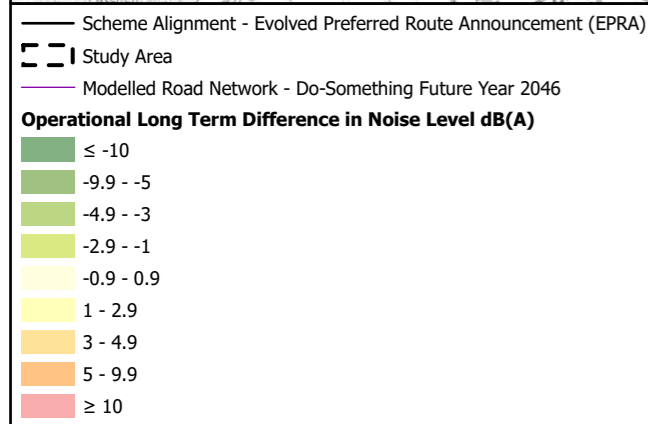 Scheme Alignment - Evolved Preferred Route Announcement (EPRA)
Study Area
Modelled Road Network - Do-Something Future Year 2046
Operational Long Term Difference in Noise Level dB(A)
≤ -10
-9.9 - -5
-4.9 - -3
-2.9 - -1
-0.9 - 0.9
1 - 2.9
3 - 4.9
5 - 9.9
≥ 10